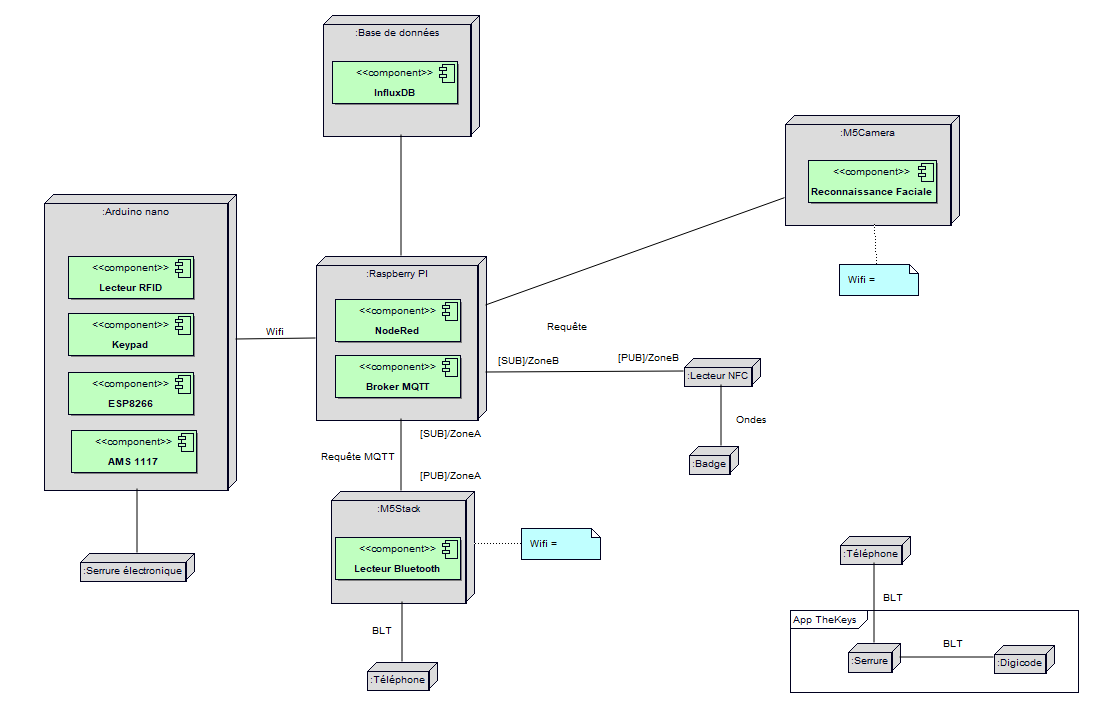 :Base de données
<<component>>
InfluxDB
:M5Camera
<<component>>
Reconnaissance Faciale
Wifi =
:Arduino nano
<<component>>
Lecteur RFID
<<component>>
Keypad
<<component>>
ESP8266
<<component>>
AMS 1117
Wifi
:Raspberry PI
<<component>>
NodeRed
<<component>>
Broker MQTT
Requête
[SUB]/ZoneB
[PUB]/ZoneB
:Lecteur NFC
Ondes
:Badge
[SUB]/ZoneA
Requête MQTT
[PUB]/ZoneA
:M5Stack
<<component>>
Lecteur Bluetooth
Wifi =
:Serrure électronique
BLT
:Téléphone
:Téléphone
BLT
App TheKeys
:Serrure
BLT
:Digicode